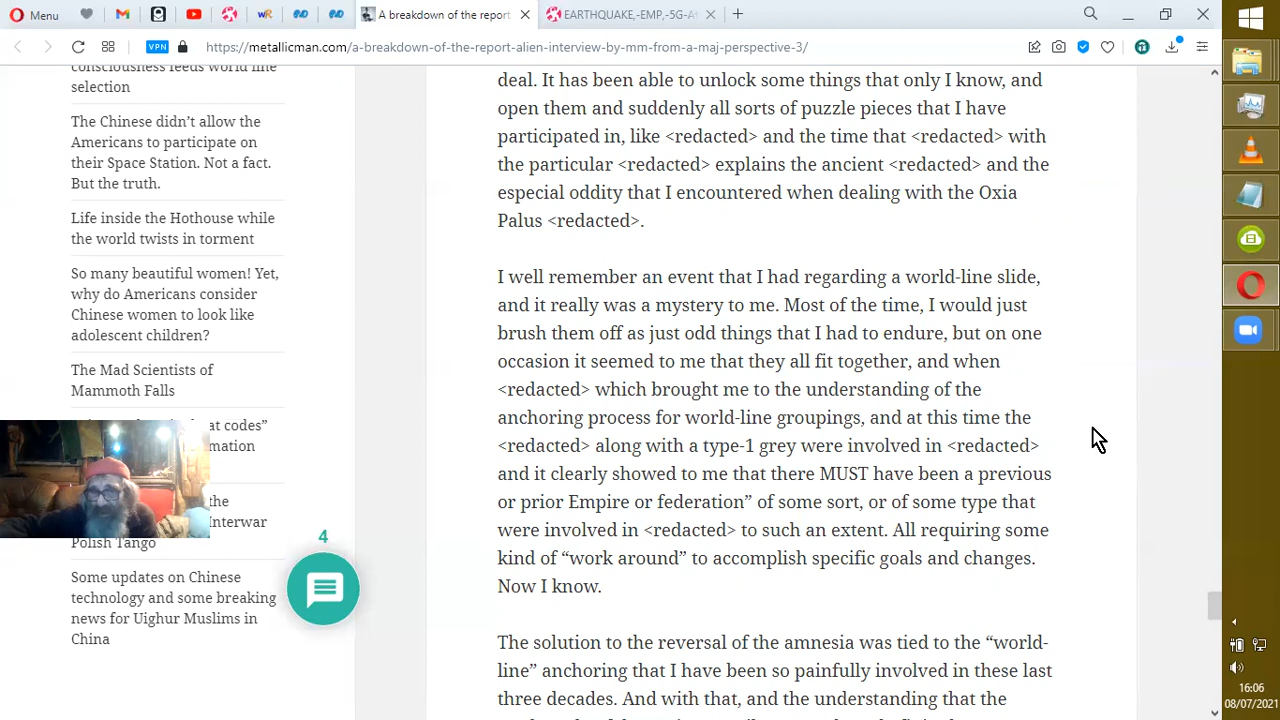 Menu
A breakdown of the report
EARTHQUAKE,-EMP,-5G-A
VPN
https://metallicman.com/a-breakdown-of-the-report-alien-interview-by-mm-from-a-maj-perspective-3/
consciousness feeds world line
selection
The Chinese didn’t allow the
Americans to participate on
their Space Station. Not a fact.
But the truth.
Life inside the Hothouse while
the world twists in torment
So many beautiful women! Yet,
why do Americans consider
Chinese women to look like
adolescent children?
The Mad Scientists of
Mammoth Falls
at codes”
mation
the
Interwar
Polish Tango
Some updates on Chinese
technology and some breaking
news for Uighur Muslims in
China
4
deal. It has been able to unlock some things that only I know, and
open them and suddenly all sorts of puzzle pieces that I have
participated in, like <redacted> and the time that <redacted> with
the particular <redacted> explains the ancient <redacted> and the
especial oddity that I encountered when dealing with the Oxia
Palus <redacted>.
I well remember an event that I had regarding a world-line slide,
and it really was a mystery to me. Most of the time, I would just
brush them off as just odd things that I had to endure, but on one
occasion it seemed to me that they all fit together, and when
<redacted> which brought me to the understanding of the
anchoring process for world-line groupings, and at this time the
<redacted> along with a type-1 grey were involved in <redacted>
and it clearly showed to me that there MUST have been a previous
or prior Empire or federation” of some sort, or of some type that
were involved in <redacted> to such an extent. All requiring some
kind of “work around” to accomplish specific goals and changes.
Now I know.
The solution to the reversal of the amnesia was tied to the “world-
line” anchoring that I have been so painfully involved in these last
three decades. And with that, and the understanding that the
16:06
08/07/2021